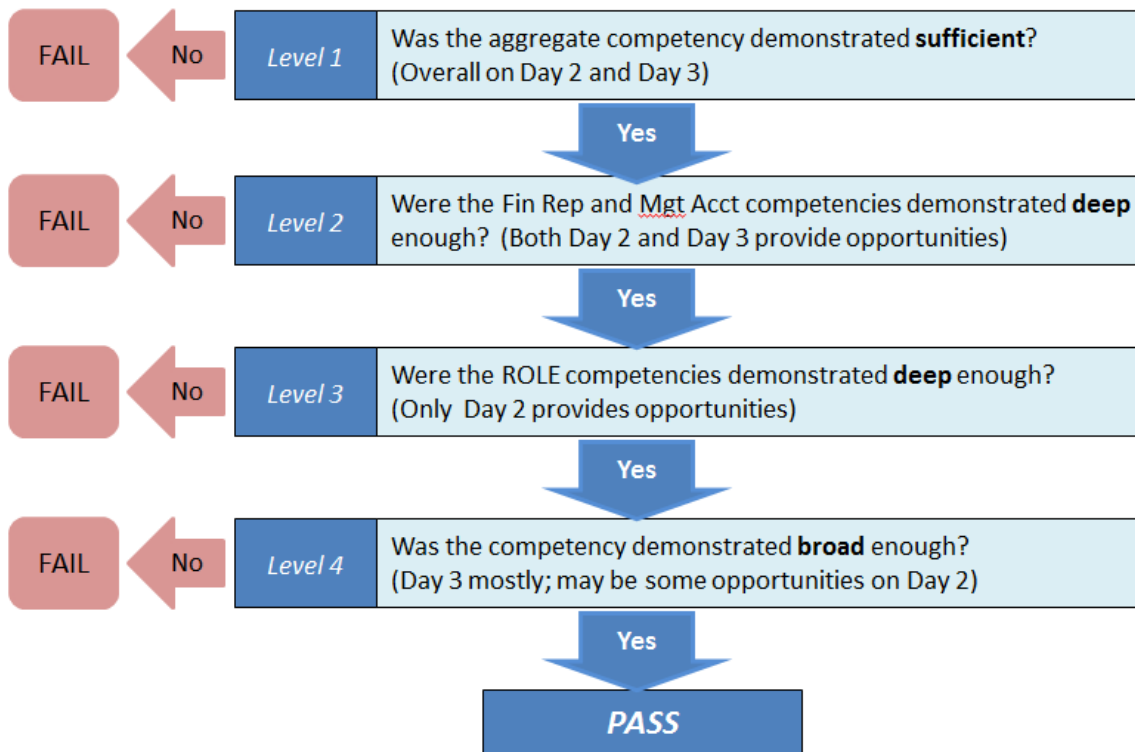 FAIL
No
Level 1
Was the aggregate competency demonstrated sufficient?
(Overall on Day 2 and Day 3)
Yes
FAIL
No
Level 2
Were the Fin Rep and Mgt Acct competencies demonstrated deep
enough? (Both Day 2 and Day 3 provide opportunities)
Yes
FAIL
No
Level 3
Were the ROLE competencies demonstrated deep enough?
(Only Day 2 provides opportunities)
Yes
FAIL
No
Level 4
Was the competency demonstrated broad enough?
(Day 3 mostly; may be some opportunities on Day 2)
Yes
PASS